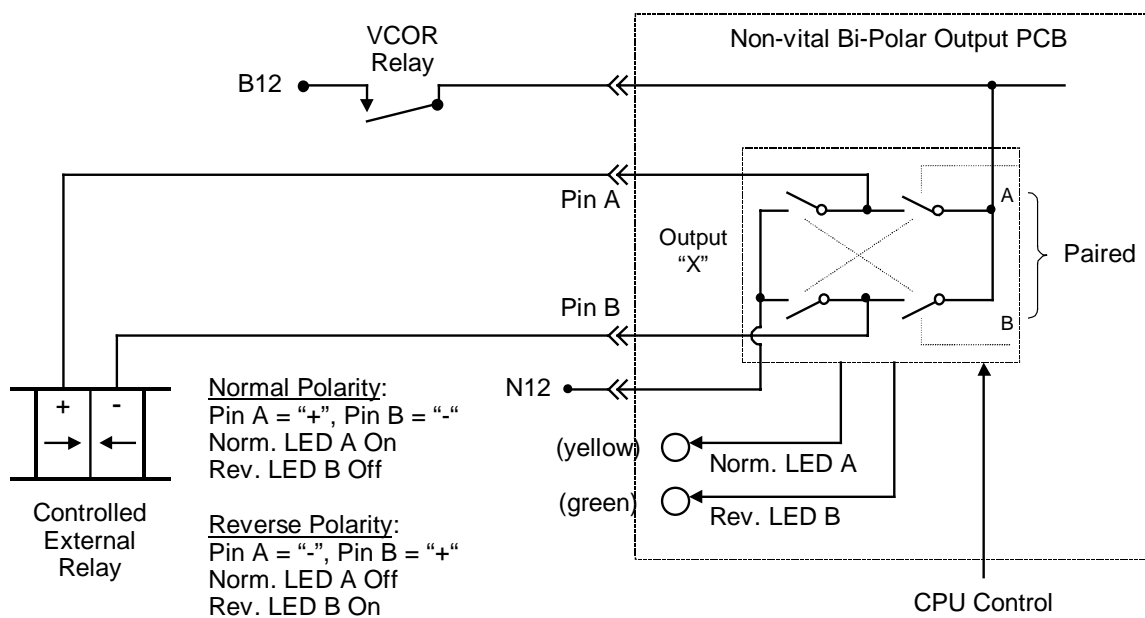 Non-vital Bi-Polar Output PCB
VCOR
Relay
B12
Pin A
A
Output
“X”
Paired
Pin B
B
N12
+ -
Normal Polarity:
Pin A = “+”, Pin B = “-“
Norm. LED A On
Rev. LED B Off
(yellow)
Norm. LED A
(green)
Rev. LED B
Controlled
External
Relay
Reverse Polarity:
Pin A = “-”, Pin B = “+“
Norm. LED A Off
Rev. LED B On
CPU Control